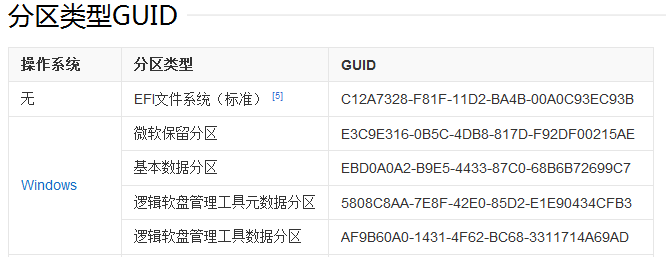 分区类型GUID
操作系统 分区类型 GUID
无 EFI文件系统（标准） [5] C12A7328-F81F-11D2-BA4B-00A0C93EC93B
微软保留分区 E3C9E316-0B5C-4DB8-817D-F92DF00215AE
基本数据分区 EBD0A0A2-B9E5-4433-87C0-68B6B72699C7
Windows
逻辑软盘管理工具元数据分区 5808C8AA-7E8F-42E0-85D2-E1E90434CFB3
逻辑软盘管理工具数据分区 AF9B60A0-1431-4F62-BC68-3311714A69AD